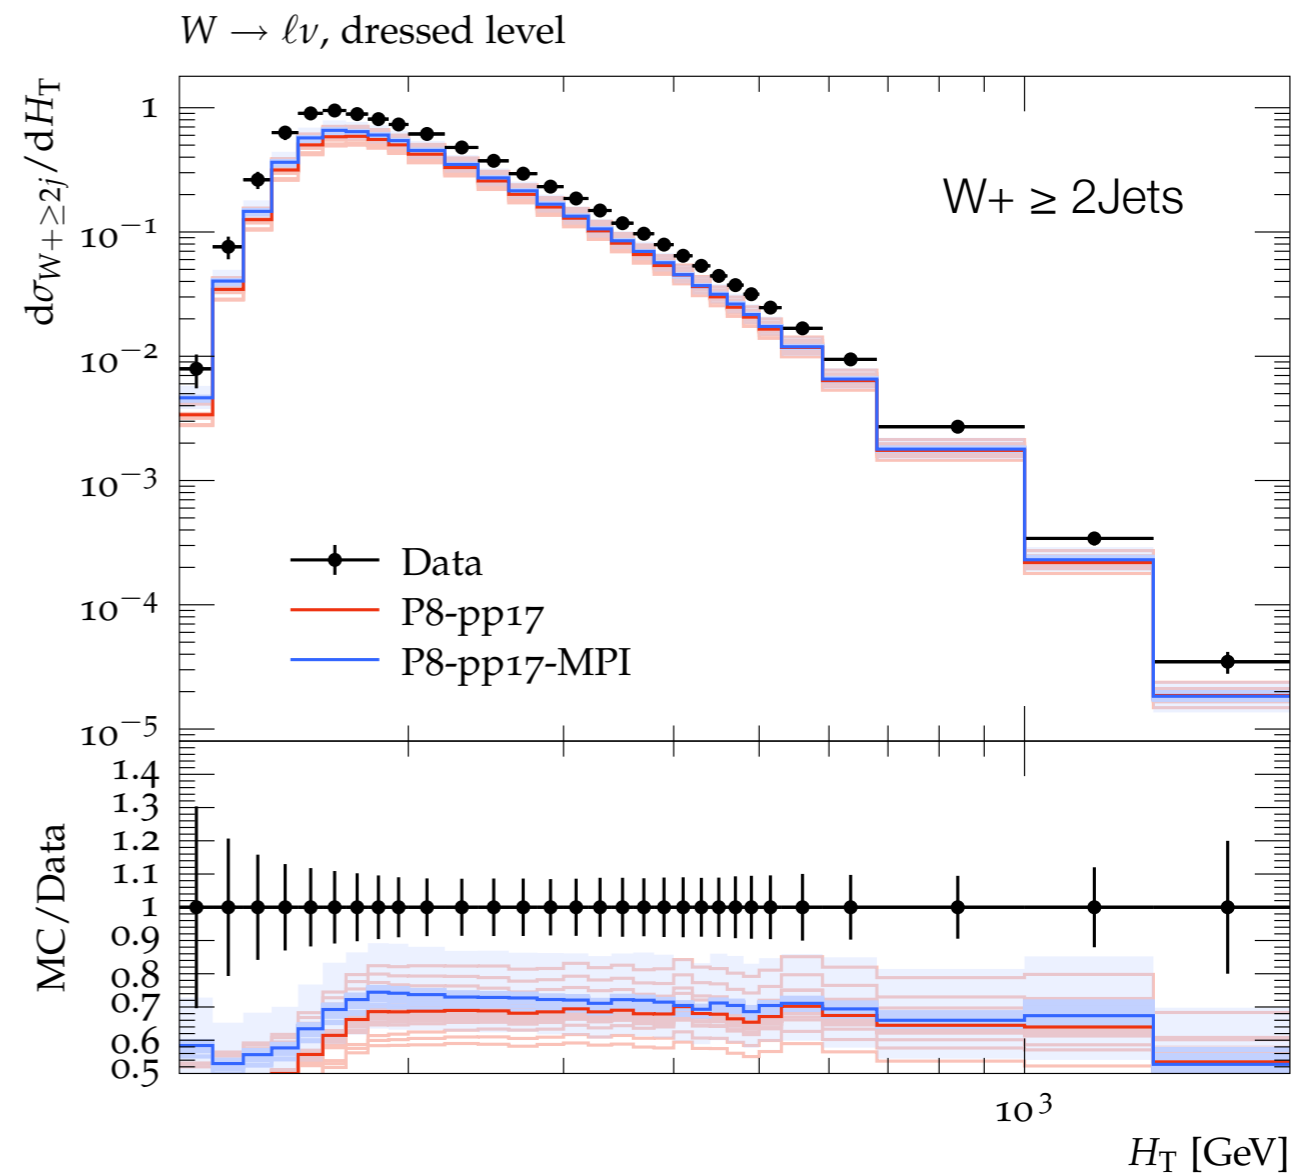 W → ℓν, dressed level
dσ_{W+≥2j}/dH_T
1
10⁻¹
10⁻²
10⁻³
10⁻⁴
10⁻⁵
W+ ≥ 2Jets
Data
P8-pp17
P8-pp17-MPI
MC/Data
1.4
1.3
1.2
1.1
1
0.9
0.8
0.7
0.6
0.5
10³
H_T [GeV]